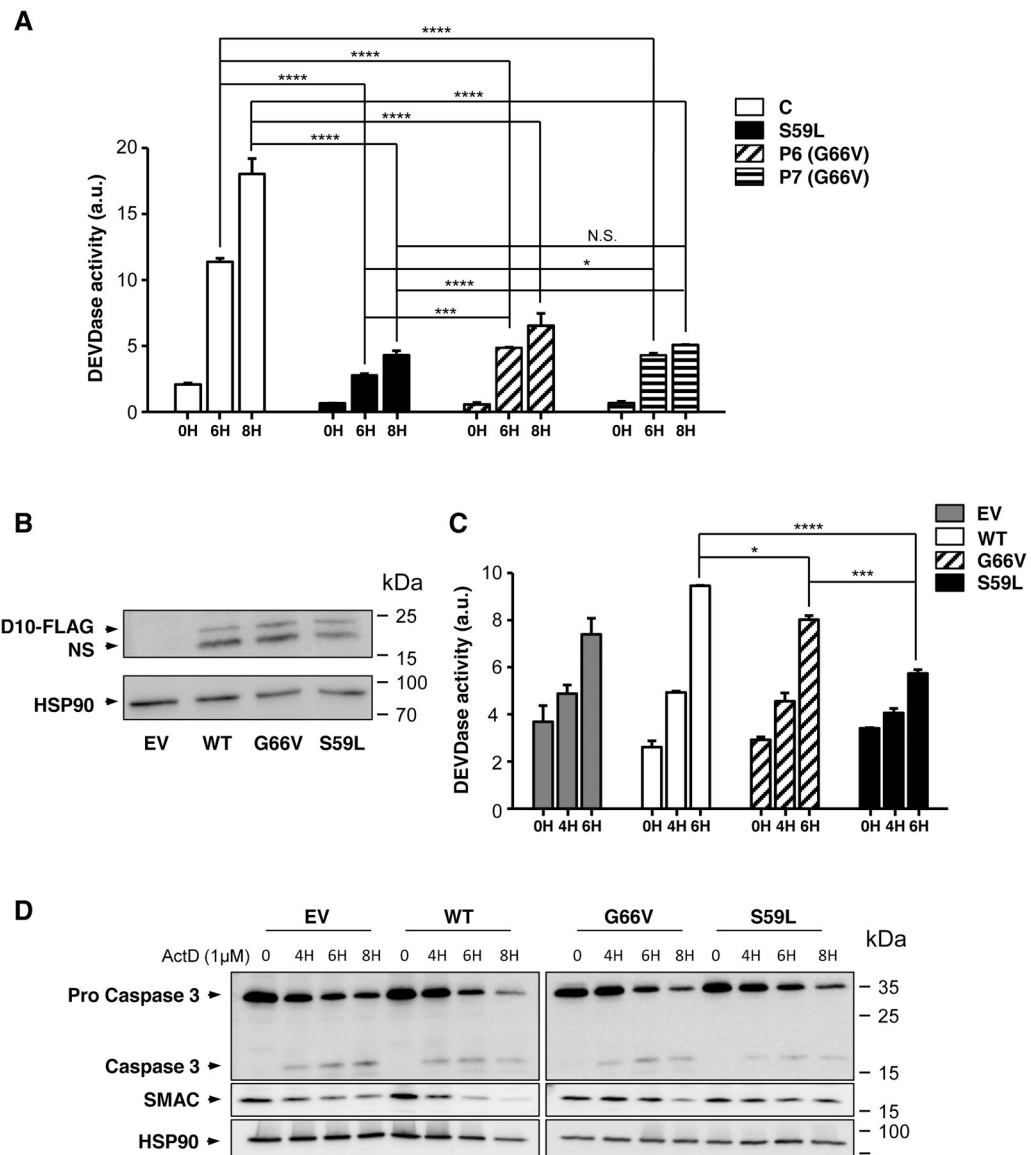 A
****
****
****
****
****
****
N.S.
*
****
***
C
S59L
P6 (G66V)
P7 (G66V)
DEVDase activity (a.u.)
20
15
10
5
0
0H 6H 8H 0H 6H 8H 0H 6H 8H 0H 6H 8H
B
kDa
D10-FLAG
NS
25
15
HSP90
100
70
EV WT G66V S59L
C
****
*
***
EV
WT
G66V
S59L
DEVDase activity (a.u.)
10
8
6
4
2
0
0H 4H 6H 0H 4H 6H 0H 4H 6H 0H 4H 6H
D
EV WT G66V S59L
kDa
ActD (1µM) 0 4H 6H 8H 0 4H 6H 8H 0 4H 6H 8H 0 4H 6H 8H
Pro Caspase 3
35
25
Caspase 3
15
SMAC
15
HSP90
100